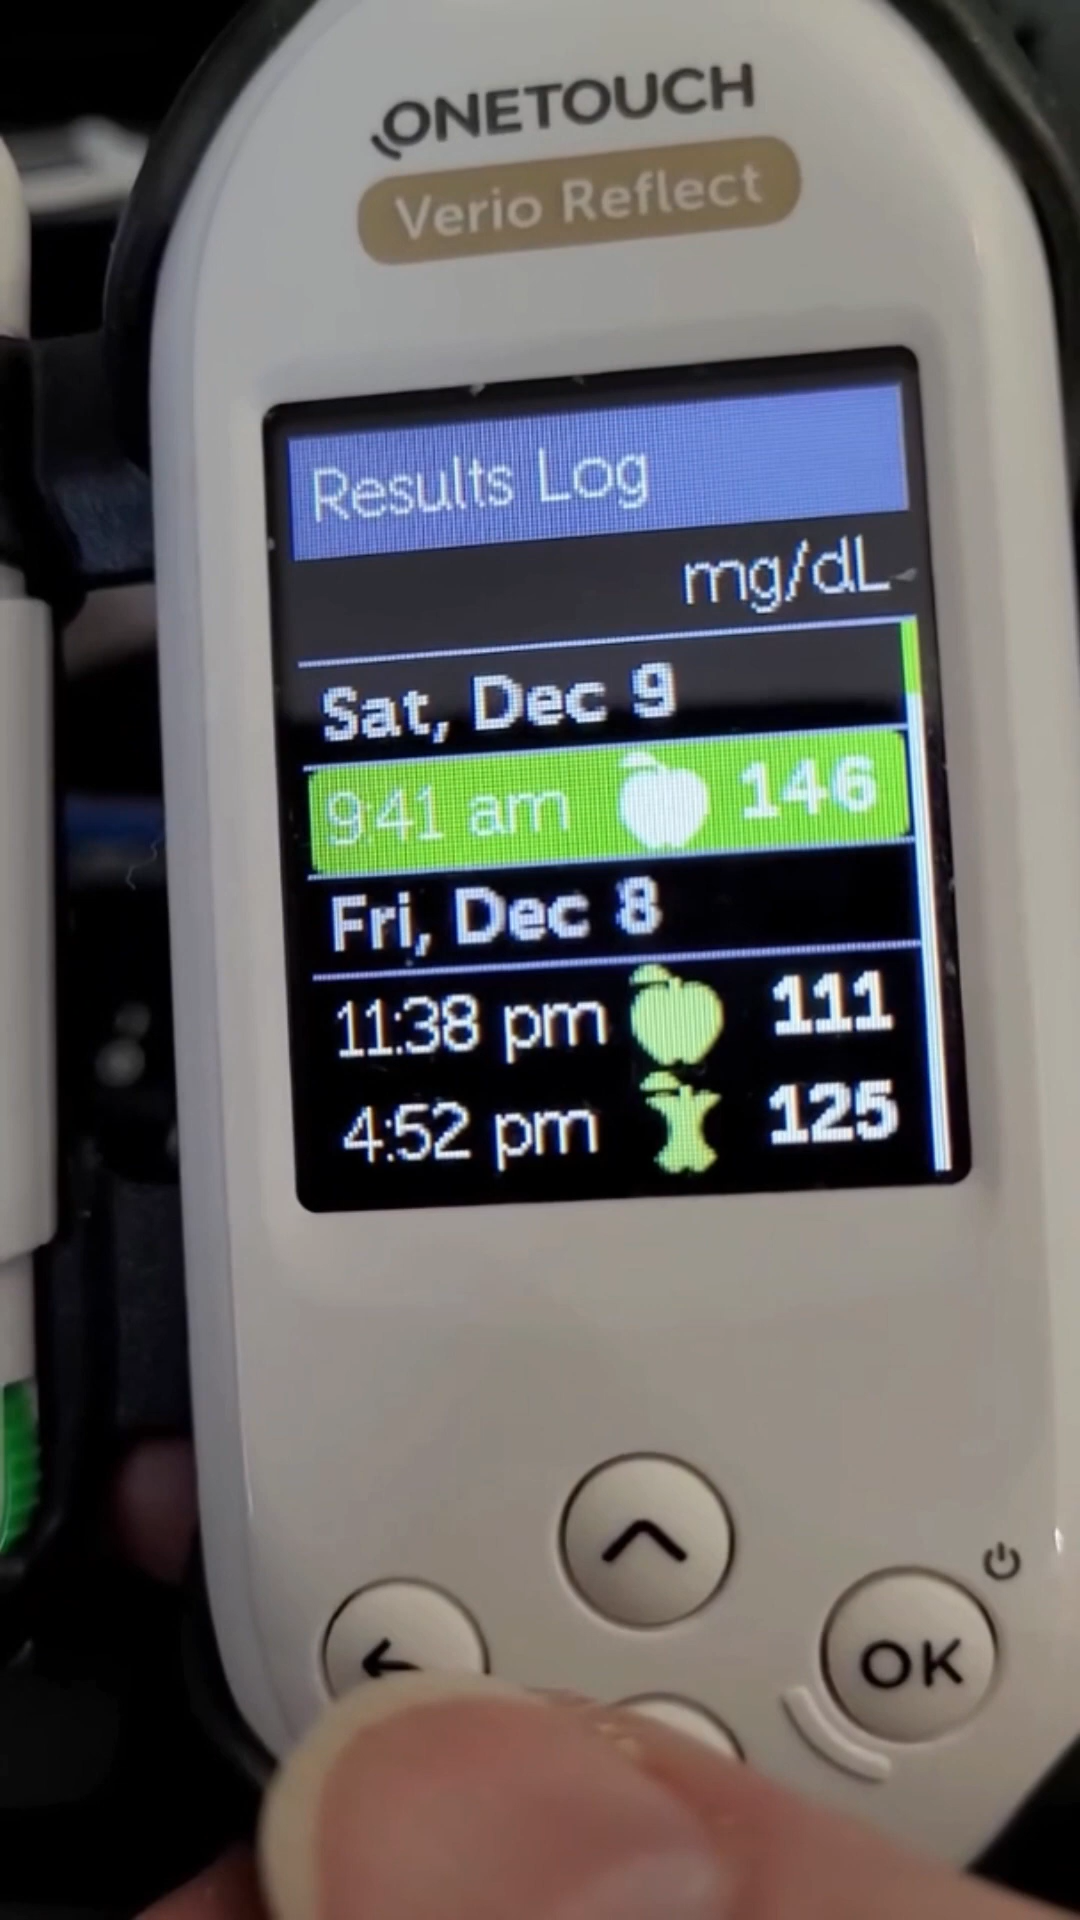 ONETOUCH
Verio Reflect
Results Log
mg/dL
Sat, Dec 9
9:41 am 146
Fri, Dec 8
11:38 pm 111
4:52 pm 125
OK